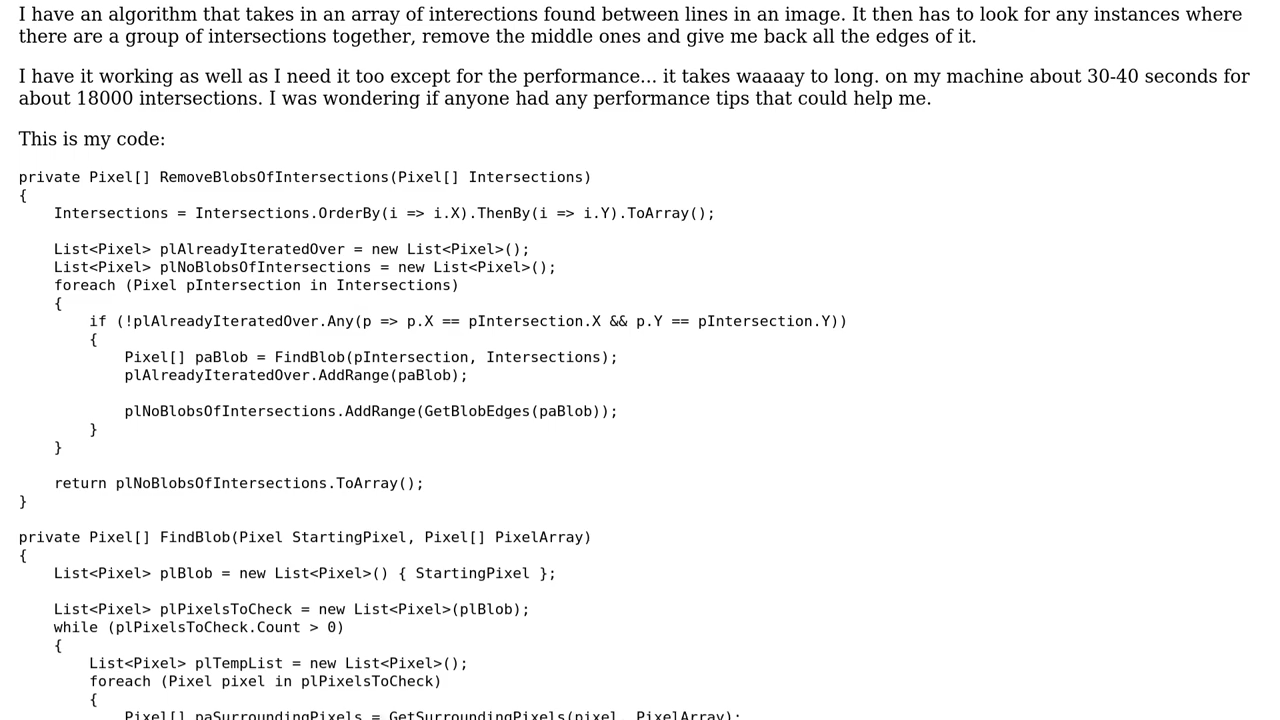 I have an algorithm that takes in an array of interections found between lines in an image. It then has to look for any instances where
there are a group of intersections together, remove the middle ones and give me back all the edges of it.
I have it working as well as I need it too except for the performance... it takes waaaay to long. on my machine about 30-40 seconds for
about 18000 intersections. I was wondering if anyone had any performance tips that could help me.
This is my code:
private Pixel[] RemoveBlobsOfIntersections(Pixel[] Intersections)
{
    Intersections = Intersections.OrderBy(i => i.X).ThenBy(i => i.Y).ToArray();
    List<Pixel> plAlreadyIteratedOver = new List<Pixel>();
    List<Pixel> plNoBlobsOfIntersections = new List<Pixel>();
    foreach (Pixel pIntersection in Intersections)
    {
        if (!plAlreadyIteratedOver.Any(p => p.X == pIntersection.X && p.Y == pIntersection.Y))
        {
            Pixel[] paBlob = FindBlob(pIntersection, Intersections);
            plAlreadyIteratedOver.AddRange(paBlob);
            plNoBlobsOfIntersections.AddRange(GetBlobEdges(paBlob));
        }
    }
    return plNoBlobsOfIntersections.ToArray();
}
private Pixel[] FindBlob(Pixel StartingPixel, Pixel[] PixelArray)
{
    List<Pixel> plBlob = new List<Pixel>() { StartingPixel };
    List<Pixel> plPixelsToCheck = new List<Pixel>(plBlob);
    while (plPixelsToCheck.Count > 0)
    {
        List<Pixel> plTempList = new List<Pixel>();
        foreach (Pixel pixel in plPixelsToCheck)
        {
            Pixel[] paSurroundingPixels = GetSurroundingPixels(pixel, PixelArray);